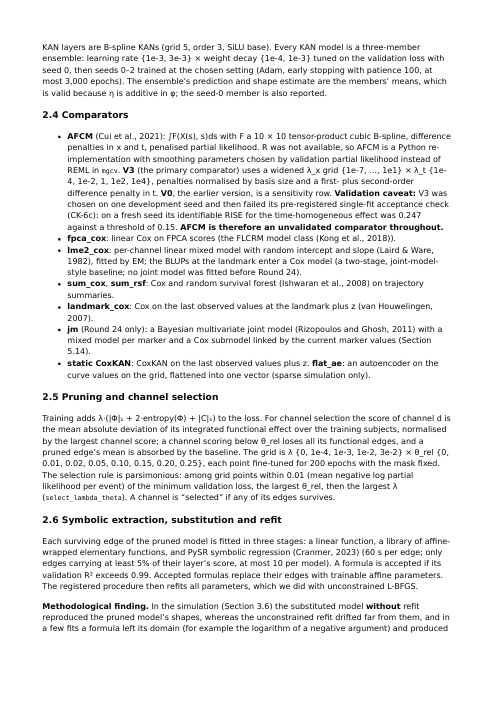 KAN layers are B-spline KANs (grid 5, order 3, SiLU base). Every KAN model is a three-member
ensemble: learning rate {1e-3, 3e-3} × weight decay {1e-4, 1e-3} tuned on the validation loss with
seed 0, then seeds 0–2 trained at the chosen setting (Adam, early stopping with patience 100, at
most 3,000 epochs). The ensemble's prediction and shape estimate are the members' means, which
is valid because η is additive in φ; the seed-0 member is also reported.
2.4 Comparators
• AFCM (Cui et al., 2021): ∫F(X(s), s)ds with F a 10 × 10 tensor-product cubic B-spline, difference
penalties in x and t, penalised partial likelihood. R was not available, so AFCM is a Python re-
implementation with smoothing parameters chosen by validation partial likelihood instead of
REML in mgcv. V3 (the primary comparator) uses a widened λ_x grid {1e-7, …, 1e1} × λ_t {1e-
4, 1e-2, 1, 1e2, 1e4}, penalties normalised by basis size and a first- plus second-order
difference penalty in t. V0, the earlier version, is a sensitivity row. Validation caveat: V3 was
chosen on one development seed and then failed its pre-registered single-fit acceptance check
(CK-6c): on a fresh seed its identifiable RISE for the time-homogeneous effect was 0.247
against a threshold of 0.15. AFCM is therefore an unvalidated comparator throughout.
• fpca_cox: linear Cox on FPCA scores (the FLCRM model class (Kong et al., 2018)).
• lme2_cox: per-channel linear mixed model with random intercept and slope (Laird & Ware,
1982), fitted by EM; the BLUPs at the landmark enter a Cox model (a two-stage, joint-model-
style baseline; no joint model was fitted before Round 24).
• sum_cox, sum_rsf: Cox and random survival forest (Ishwaran et al., 2008) on trajectory
summaries.
• landmark_cox: Cox on the last observed values at the landmark plus z (van Houwelingen,
2007).
• jm (Round 24 only): a Bayesian multivariate joint model (Rizopoulos and Ghosh, 2011) with a
mixed model per marker and a Cox submodel linked by the current marker values (Section
5.14).
• static CoxKAN: CoxKAN on the last observed values plus z. flat_ae: an autoencoder on the
curve values on the grid, flattened into one vector (sparse simulation only).
2.5 Pruning and channel selection
Training adds λ·(|Φ|₁ + 2·entropy(Φ) + |C|₁) to the loss. For channel selection the score of channel d is
the mean absolute deviation of its integrated functional effect over the training subjects, normalised
by the largest channel score; a channel scoring below θ_rel loses all its functional edges, and a
pruned edge's mean is absorbed by the baseline. The grid is λ {0, 1e-4, 1e-3, 1e-2, 3e-2} × θ_rel {0,
0.01, 0.02, 0.05, 0.10, 0.15, 0.20, 0.25}, each point fine-tuned for 200 epochs with the mask fixed.
The selection rule is parsimonious: among grid points within 0.01 (mean negative log partial
likelihood per event) of the minimum validation loss, the largest θ_rel, then the largest λ
(select_lambda_theta). A channel is “selected” if any of its edges survives.
2.6 Symbolic extraction, substitution and refit
Each surviving edge of the pruned model is fitted in three stages: a linear function, a library of affine-
wrapped elementary functions, and PySR symbolic regression (Cranmer, 2023) (60 s per edge; only
edges carrying at least 5% of their layer's score, at most 10 per model). A formula is accepted if its
validation R² exceeds 0.99. Accepted formulas replace their edges with trainable affine parameters.
The registered procedure then refits all parameters, which we did with unconstrained L-BFGS.
Methodological finding. In the simulation (Section 3.6) the substituted model without refit
reproduced the pruned model's shapes, whereas the unconstrained refit drifted far from them, and in
a few fits a formula left its domain (for example the logarithm of a negative argument) and produced